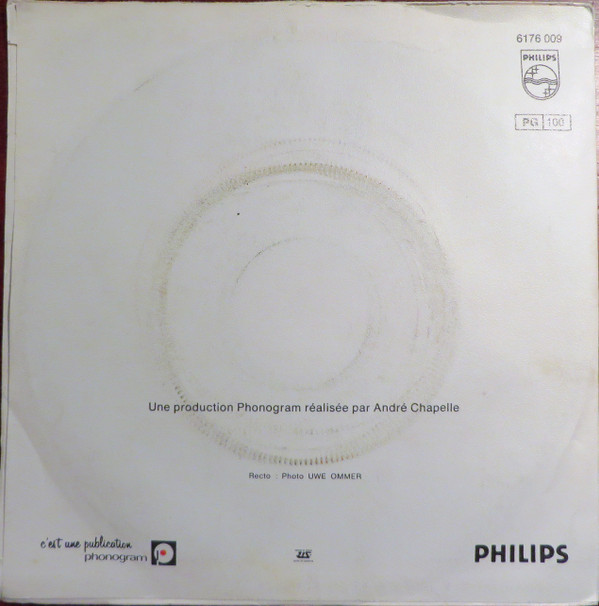 6176 009
PHILIPS
PG 100
Une production Phonogram réalisée par André Chapelle
Recto : Photo UWE OMMER
c'est une publication
phonogram
PHILIPS